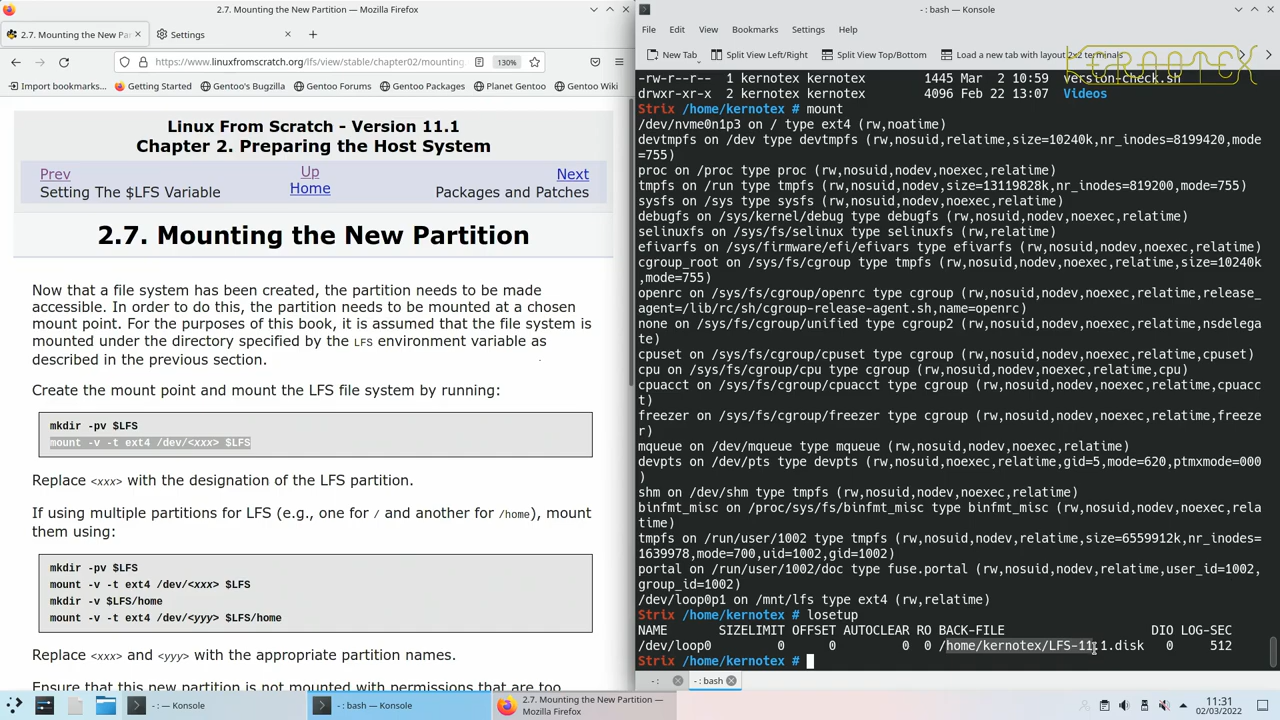 2.7. Mounting the New Partition — Mozilla Firefox
2.7. Mounting the New Par
Settings
https://www.linuxfromscratch.org/lfs/view/stable/chapter02/mounting
130%
Import bookmarks...
Getting Started
Gentoo's Bugzilla
Gentoo Forums
Gentoo Packages
Planet Gentoo
Gentoo Wiki
Linux From Scratch - Version 11.1
Chapter 2. Preparing the Host System
Prev
Up
Next
Setting The $LFS Variable
Home
Packages and Patches
2.7. Mounting the New Partition
Now that a file system has been created, the partition needs to be made
accessible. In order to do this, the partition needs to be mounted at a chosen
mount point. For the purposes of this book, it is assumed that the file system is
mounted under the directory specified by the LFS environment variable as
described in the previous section.
Create the mount point and mount the LFS file system by running:
mkdir -pv $LFS
mount -v -t ext4 /dev/<xxx> $LFS
Replace <xxx> with the designation of the LFS partition.
If using multiple partitions for LFS (e.g., one for / and another for /home), mount
them using:
mkdir -pv $LFS
mount -v -t ext4 /dev/<xxx> $LFS
mkdir -v $LFS/home
mount -v -t ext4 /dev/<yyy> $LFS/home
Replace <xxx> and <yyy> with the appropriate partition names.
Ensure that this new partition is not mounted with permissions that are too
- : bash — Konsole
File Edit View Bookmarks Settings Help
New Tab
Split View Left/Right
Split View Top/Bottom
Load a new tab with layout 2x2 terminals
KERNOTEX
-rw-r--r-- 1 kernotex kernotex 1445 Mar 2 10:59 version-check.sh
drwxr-xr-x 2 kernotex kernotex 4096 Feb 22 13:07 Videos
Strix /home/kernotex # mount
/dev/nvme0n1p3 on / type ext4 (rw,noatime)
devtmpfs on /dev type devtmpfs (rw,nosuid,relatime,size=10240k,nr_inodes=8199420,mode
=755)
proc on /proc type proc (rw,nosuid,nodev,noexec,relatime)
tmpfs on /run type tmpfs (rw,nosuid,nodev,size=13119828k,nr_inodes=819200,mode=755)
sysfs on /sys type sysfs (rw,nosuid,nodev,noexec,relatime)
debugfs on /sys/kernel/debug type debugfs (rw,nosuid,nodev,noexec,relatime)
selinuxfs on /sys/fs/selinux type selinuxfs (rw,relatime)
efivarfs on /sys/firmware/efi/efivars type efivarfs (rw,nosuid,nodev,noexec,relatime)
cgroup_root on /sys/fs/cgroup type tmpfs (rw,nosuid,nodev,noexec,relatime,size=10240k
,mode=755)
openrc on /sys/fs/cgroup/openrc type cgroup (rw,nosuid,nodev,noexec,relatime,release_
agent=/lib/rc/sh/cgroup-release-agent.sh,name=openrc)
none on /sys/fs/cgroup/unified type cgroup2 (rw,nosuid,nodev,noexec,relatime,nsdelega
te)
cpuset on /sys/fs/cgroup/cpuset type cgroup (rw,nosuid,nodev,noexec,relatime,cpuset)
cpu on /sys/fs/cgroup/cpu type cgroup (rw,nosuid,nodev,noexec,relatime,cpu)
cpuacct on /sys/fs/cgroup/cpuacct type cgroup (rw,nosuid,nodev,noexec,relatime,cpuacc
t)
freezer on /sys/fs/cgroup/freezer type cgroup (rw,nosuid,nodev,noexec,relatime,freeze
r)
mqueue on /dev/mqueue type mqueue (rw,nosuid,nodev,noexec,relatime)
devpts on /dev/pts type devpts (rw,nosuid,noexec,relatime,gid=5,mode=620,ptmxmode=000
)
shm on /dev/shm type tmpfs (rw,nosuid,nodev,noexec,relatime)
binfmt_misc on /proc/sys/fs/binfmt_misc type binfmt_misc (rw,nosuid,nodev,noexec,rela
time)
tmpfs on /run/user/1002 type tmpfs (rw,nosuid,nodev,relatime,size=6559912k,nr_inodes=
1639978,mode=700,uid=1002,gid=1002)
portal on /run/user/1002/doc type fuse.portal (rw,nosuid,nodev,relatime,user_id=1002,
group_id=1002)
/dev/loop0p1 on /mnt/lfs type ext4 (rw,relatime)
Strix /home/kernotex # losetup
NAME SIZELIMIT OFFSET AUTOCLEAR RO BACK-FILE DIO LOG-SEC
/dev/loop0 0 0 0 0 /home/kernotex/LFS-11.1.disk 0 512
Strix /home/kernotex #
- :
- : bash
- : — Konsole
- : bash — Konsole
2.7. Mounting the New Partition —
Mozilla Firefox
11:31
02/03/2022